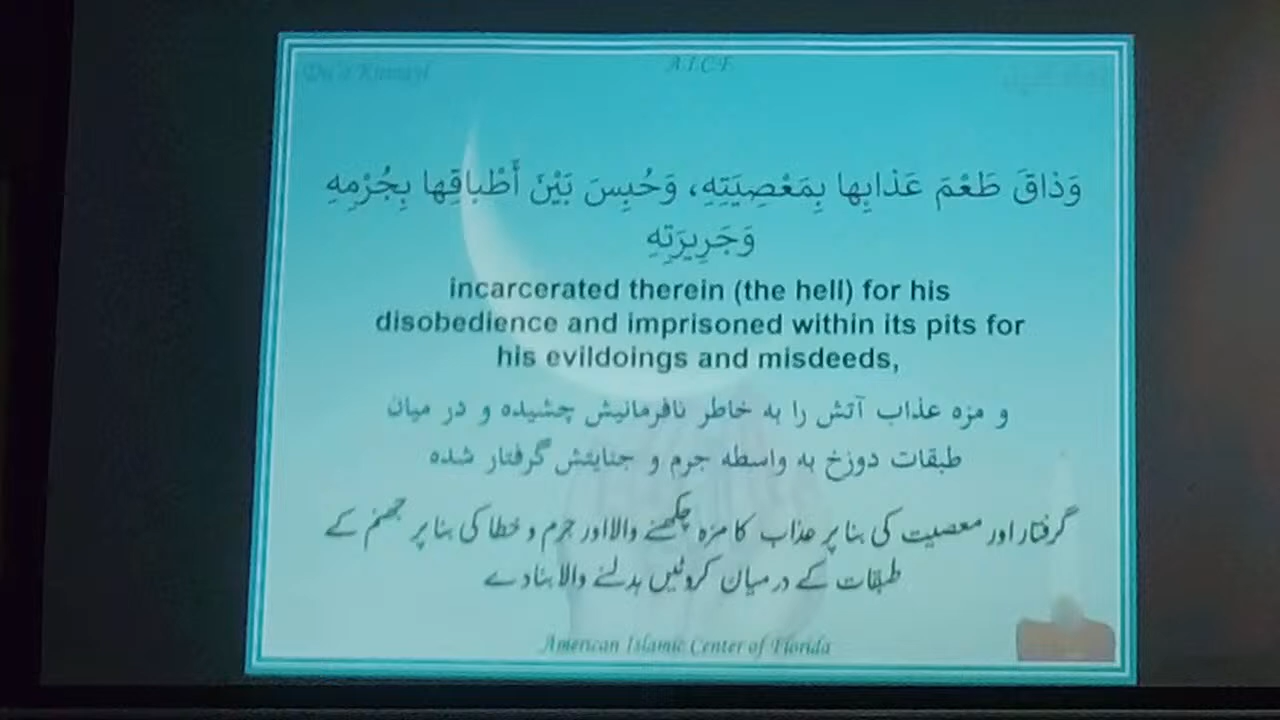 Du'a Kumayl
A.I.C.F.
وَذاقَ طَعْمَ عَذابِها بِمَعْصِيَتِهِ، وَحُبِسَ بَيْنَ أَطْباقِها بِجُرْمِهِ
وَجَرِيرَتِهِ
incarcerated therein (the hell) for his
disobedience and imprisoned within its pits for
his evildoings and misdeeds,
و مزه عذاب آتش را به خاطر نافرمانیش چشیده و در میان
طبقات دوزخ به واسطه جرم و جنایتش گرفتار شده
گرفتار اور معصیت کی بنا پر عذاب کا مزہ چکھنے والا اور جرم و خطا کی بنا پر جھنم کے
طبقات کے درمیان کروٹیں بدلنے والا بنا دے
American Islamic Center of Florida